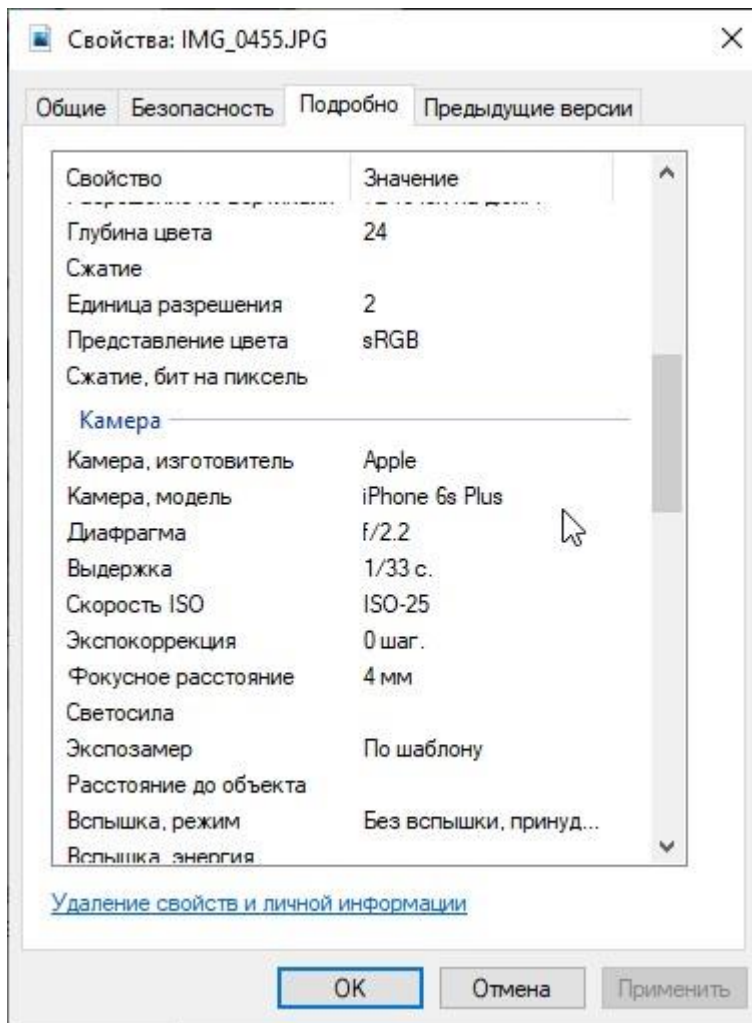 Свойства: IMG_0455.JPG
Общие Безопасность Подробно Предыдущие версии
Свойство Значение
Глубина цвета 24
Сжатие
Единица разрешения 2
Представление цвета sRGB
Сжатие, бит на пиксель
Камера
Камера, изготовитель Apple
Камера, модель iPhone 6s Plus
Диафрагма f/2.2
Выдержка 1/33 с.
Скорость ISO ISO-25
Экспокоррекция 0 шаг.
Фокусное расстояние 4 мм
Светосила
Экспозамер По шаблону
Расстояние до объекта
Вспышка, режим Без вспышки, принуд...
Вспышка, энергия
Удаление свойств и личной информации
OK Отмена Применить